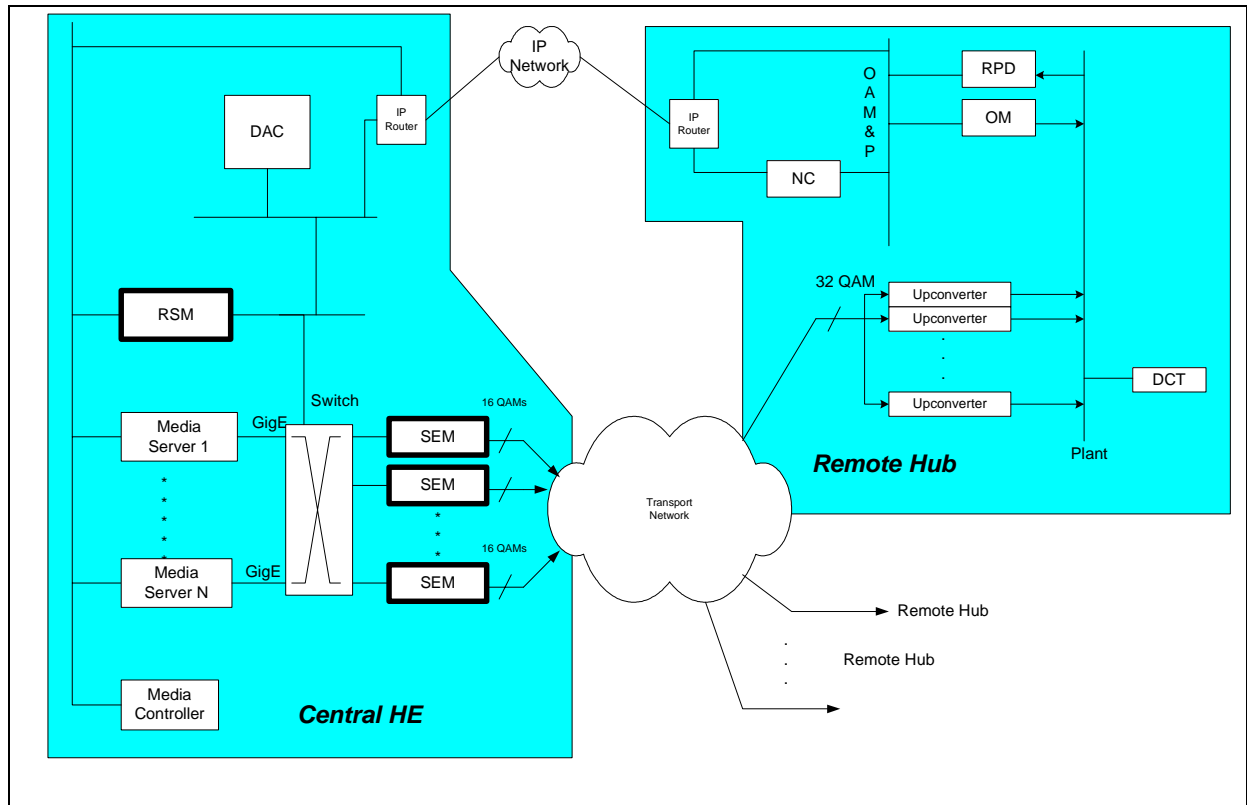 IP
Network
DAC
IP
Router
RSM
Switch
Media
Server 1
GigE
SEM
16 QAMs
SEM
*
*
*
*
*
*
*
*
SEM
16 QAMs
Media
Server N
GigE
Media
Controller
Central HE
Transport
Network
IP
Router
NC
O
A
M
&
P
RPD
OM
32 QAM
Upconverter
Upconverter
.
.
.
Upconverter
DCT
Plant
Remote Hub
Remote Hub
.
.
.
Remote Hub